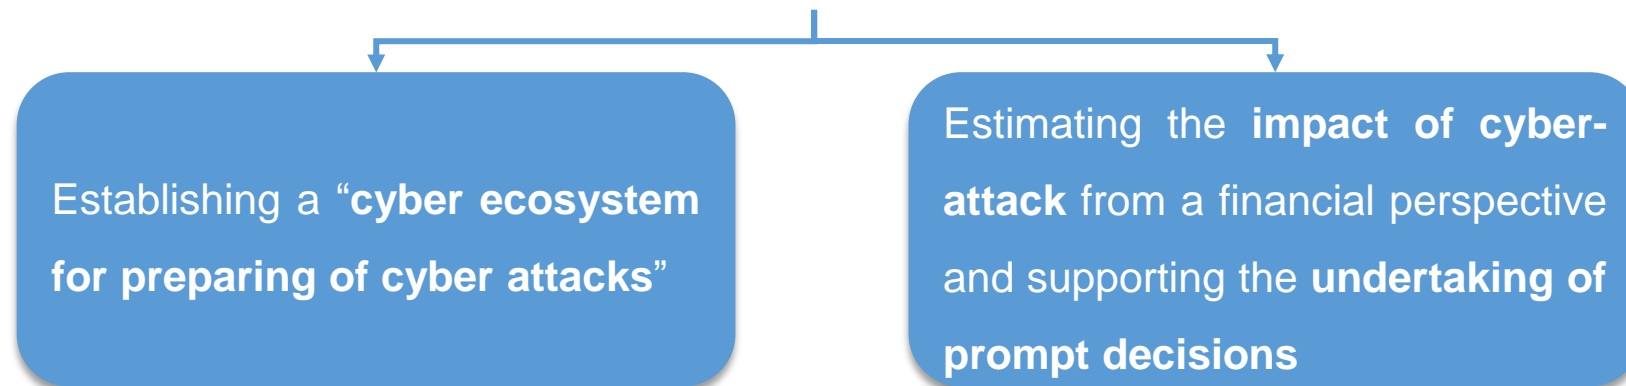 Establishing a “cyber ecosystem
for preparing of cyber attacks”
Estimating the impact of cyber-
attack from a financial perspective
and supporting the undertaking of
prompt decisions